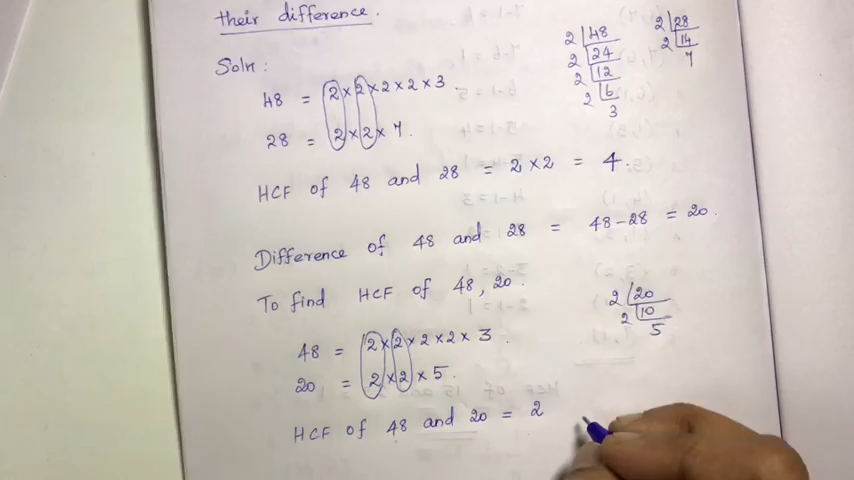 their difference.
Soln:
48 = 2 × 2 × 2 × 2 × 3.
28 = 2 × 2 × 7.
2 | 48
2 | 24
2 | 12
2 | 6
3
2 | 28
2 | 14
7
HCF of 48 and 28 = 2 × 2 = 4.
Difference of 48 and 28 = 48 - 28 = 20.
To find HCF of 48, 20.
2 | 20
2 | 10
5
48 = 2 × 2 × 2 × 2 × 3.
20 = 2 × 2 × 5.
HCF of 48 and 20 = 2